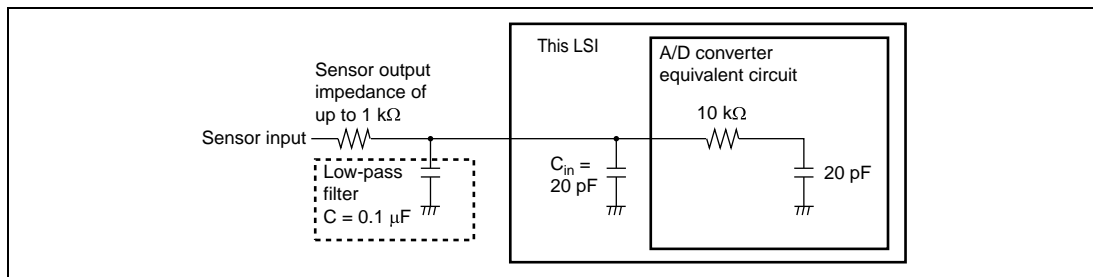 This LSI
A/D converter
equivalent circuit
Sensor output
impedance of
up to 1 kΩ
10 kΩ
Sensor input
Low-pass
filter
C = 0.1 μF
Cin =
20 pF
20 pF